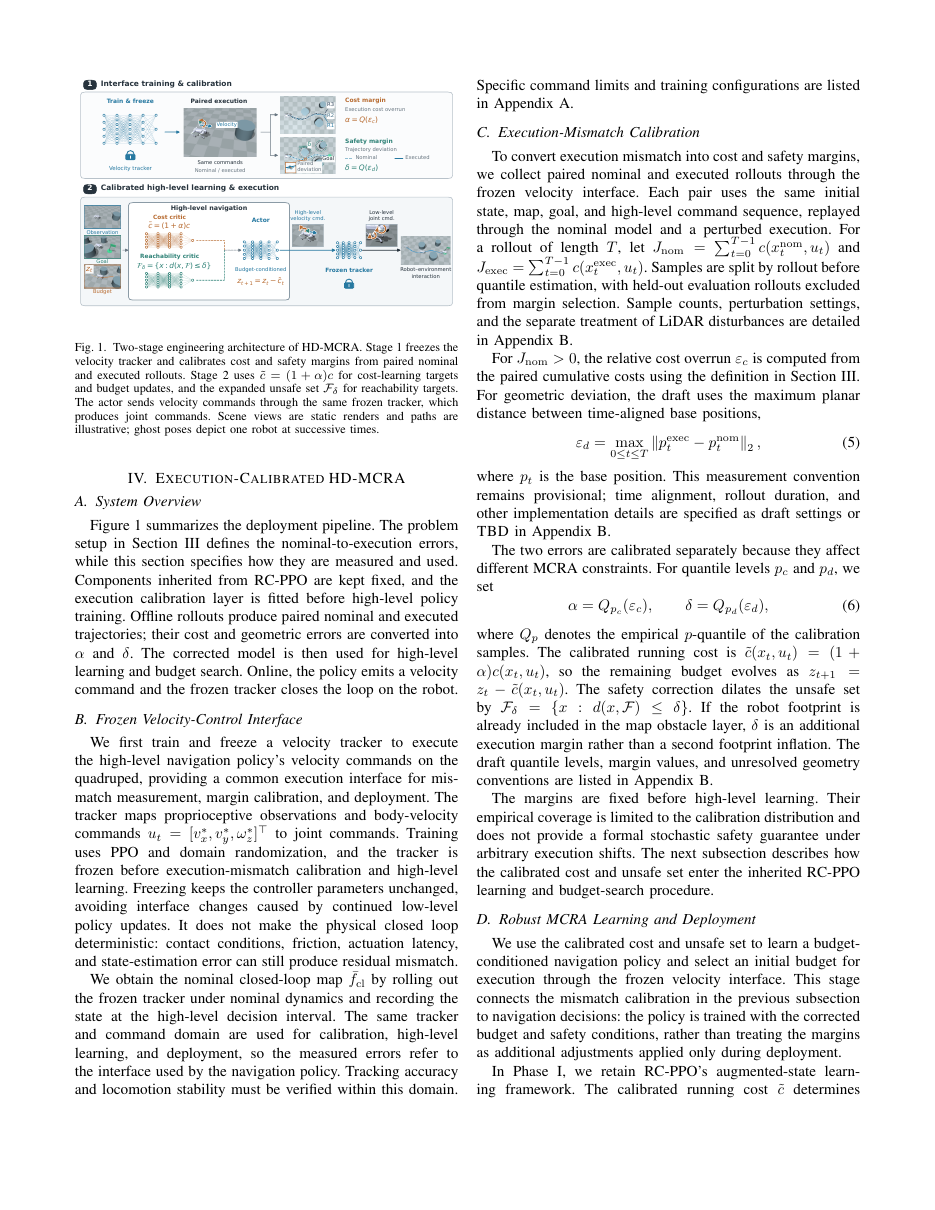 1 Interface training & calibration
Train & freeze
Paired execution
Velocity
Velocity tracker
Same commands
Nominal / executed
R3
R2
R1
Cost margin
Execution cost overrun
α = Q(ε_c)
Goal
Paired
deviation
Safety margin
Trajectory deviation
Nominal Executed
δ = Q(ε_d)
2 Calibrated high-level learning & execution
Observation
Goal
z_t
Budget
High-level navigation
Cost critic
c̃ = (1 + α)c
Reachability critic
F_δ = {x : d(x, F) ≤ δ}
Actor
Budget-conditioned
z_{t+1} = z_t − c̃_t
High-level
velocity cmd.
Frozen tracker
Low-level
joint cmd.
Robot-environment
interaction
Fig. 1. Two-stage engineering architecture of HD-MCRA. Stage 1 freezes the
velocity tracker and calibrates cost and safety margins from paired nominal
and executed rollouts. Stage 2 uses c̃ = (1 + α)c for cost-learning targets
and budget updates, and the expanded unsafe set F_δ for reachability targets.
The actor sends velocity commands through the same frozen tracker, which
produces joint commands. Scene views are static renders and paths are
illustrative; ghost poses depict one robot at successive times.
IV. EXECUTION-CALIBRATED HD-MCRA
A. System Overview
Figure 1 summarizes the deployment pipeline. The problem
setup in Section III defines the nominal-to-execution errors,
while this section specifies how they are measured and used.
Components inherited from RC-PPO are kept fixed, and the
execution calibration layer is fitted before high-level policy
training. Offline rollouts produce paired nominal and executed
trajectories; their cost and geometric errors are converted into
α and δ. The corrected model is then used for high-level
learning and budget search. Online, the policy emits a velocity
command and the frozen tracker closes the loop on the robot.
B. Frozen Velocity-Control Interface
We first train and freeze a velocity tracker to execute
the high-level navigation policy's velocity commands on the
quadruped, providing a common execution interface for mis-
match measurement, margin calibration, and deployment. The
tracker maps proprioceptive observations and body-velocity
commands u_t = [v_x^*, v_y^*, ω_z^*]^⊤ to joint commands. Training
uses PPO and domain randomization, and the tracker is
frozen before execution-mismatch calibration and high-level
learning. Freezing keeps the controller parameters unchanged,
avoiding interface changes caused by continued low-level
policy updates. It does not make the physical closed loop
deterministic: contact conditions, friction, actuation latency,
and state-estimation error can still produce residual mismatch.
We obtain the nominal closed-loop map f̄_cl by rolling out
the frozen tracker under nominal dynamics and recording the
state at the high-level decision interval. The same tracker
and command domain are used for calibration, high-level
learning, and deployment, so the measured errors refer to
the interface used by the navigation policy. Tracking accuracy
and locomotion stability must be verified within this domain.
Specific command limits and training configurations are listed
in Appendix A.
C. Execution-Mismatch Calibration
To convert execution mismatch into cost and safety margins,
we collect paired nominal and executed rollouts through the
frozen velocity interface. Each pair uses the same initial
state, map, goal, and high-level command sequence, replayed
through the nominal model and a perturbed execution. For
a rollout of length T, let J_nom = ∑_{t=0}^{T−1} c(x_t^nom, u_t) and
J_exec = ∑_{t=0}^{T−1} c(x_t^exec, u_t). Samples are split by rollout before
quantile estimation, with held-out evaluation rollouts excluded
from margin selection. Sample counts, perturbation settings,
and the separate treatment of LiDAR disturbances are detailed
in Appendix B.
For J_nom > 0, the relative cost overrun ε_c is computed from
the paired cumulative costs using the definition in Section III.
For geometric deviation, the draft uses the maximum planar
distance between time-aligned base positions,
ε_d = max_{0≤t≤T} ‖p_t^exec − p_t^nom‖_2 , (5)
where p_t is the base position. This measurement convention
remains provisional; time alignment, rollout duration, and
other implementation details are specified as draft settings or
TBD in Appendix B.
The two errors are calibrated separately because they affect
different MCRA constraints. For quantile levels p_c and p_d, we
set
α = Q_{p_c}(ε_c), δ = Q_{p_d}(ε_d), (6)
where Q_p denotes the empirical p-quantile of the calibration
samples. The calibrated running cost is c̃(x_t, u_t) = (1 +
α)c(x_t, u_t), so the remaining budget evolves as z_{t+1} =
z_t − c̃(x_t, u_t). The safety correction dilates the unsafe set
by F_δ = {x : d(x, F) ≤ δ}. If the robot footprint is
already included in the map obstacle layer, δ is an additional
execution margin rather than a second footprint inflation. The
draft quantile levels, margin values, and unresolved geometry
conventions are listed in Appendix B.
The margins are fixed before high-level learning. Their
empirical coverage is limited to the calibration distribution and
does not provide a formal stochastic safety guarantee under
arbitrary execution shifts. The next subsection describes how
the calibrated cost and unsafe set enter the inherited RC-PPO
learning and budget-search procedure.
D. Robust MCRA Learning and Deployment
We use the calibrated cost and unsafe set to learn a budget-
conditioned navigation policy and select an initial budget for
execution through the frozen velocity interface. This stage
connects the mismatch calibration in the previous subsection
to navigation decisions: the policy is trained with the corrected
budget and safety conditions, rather than treating the margins
as additional adjustments applied only during deployment.
In Phase I, we retain RC-PPO's augmented-state learn-
ing framework. The calibrated running cost c̃ determines